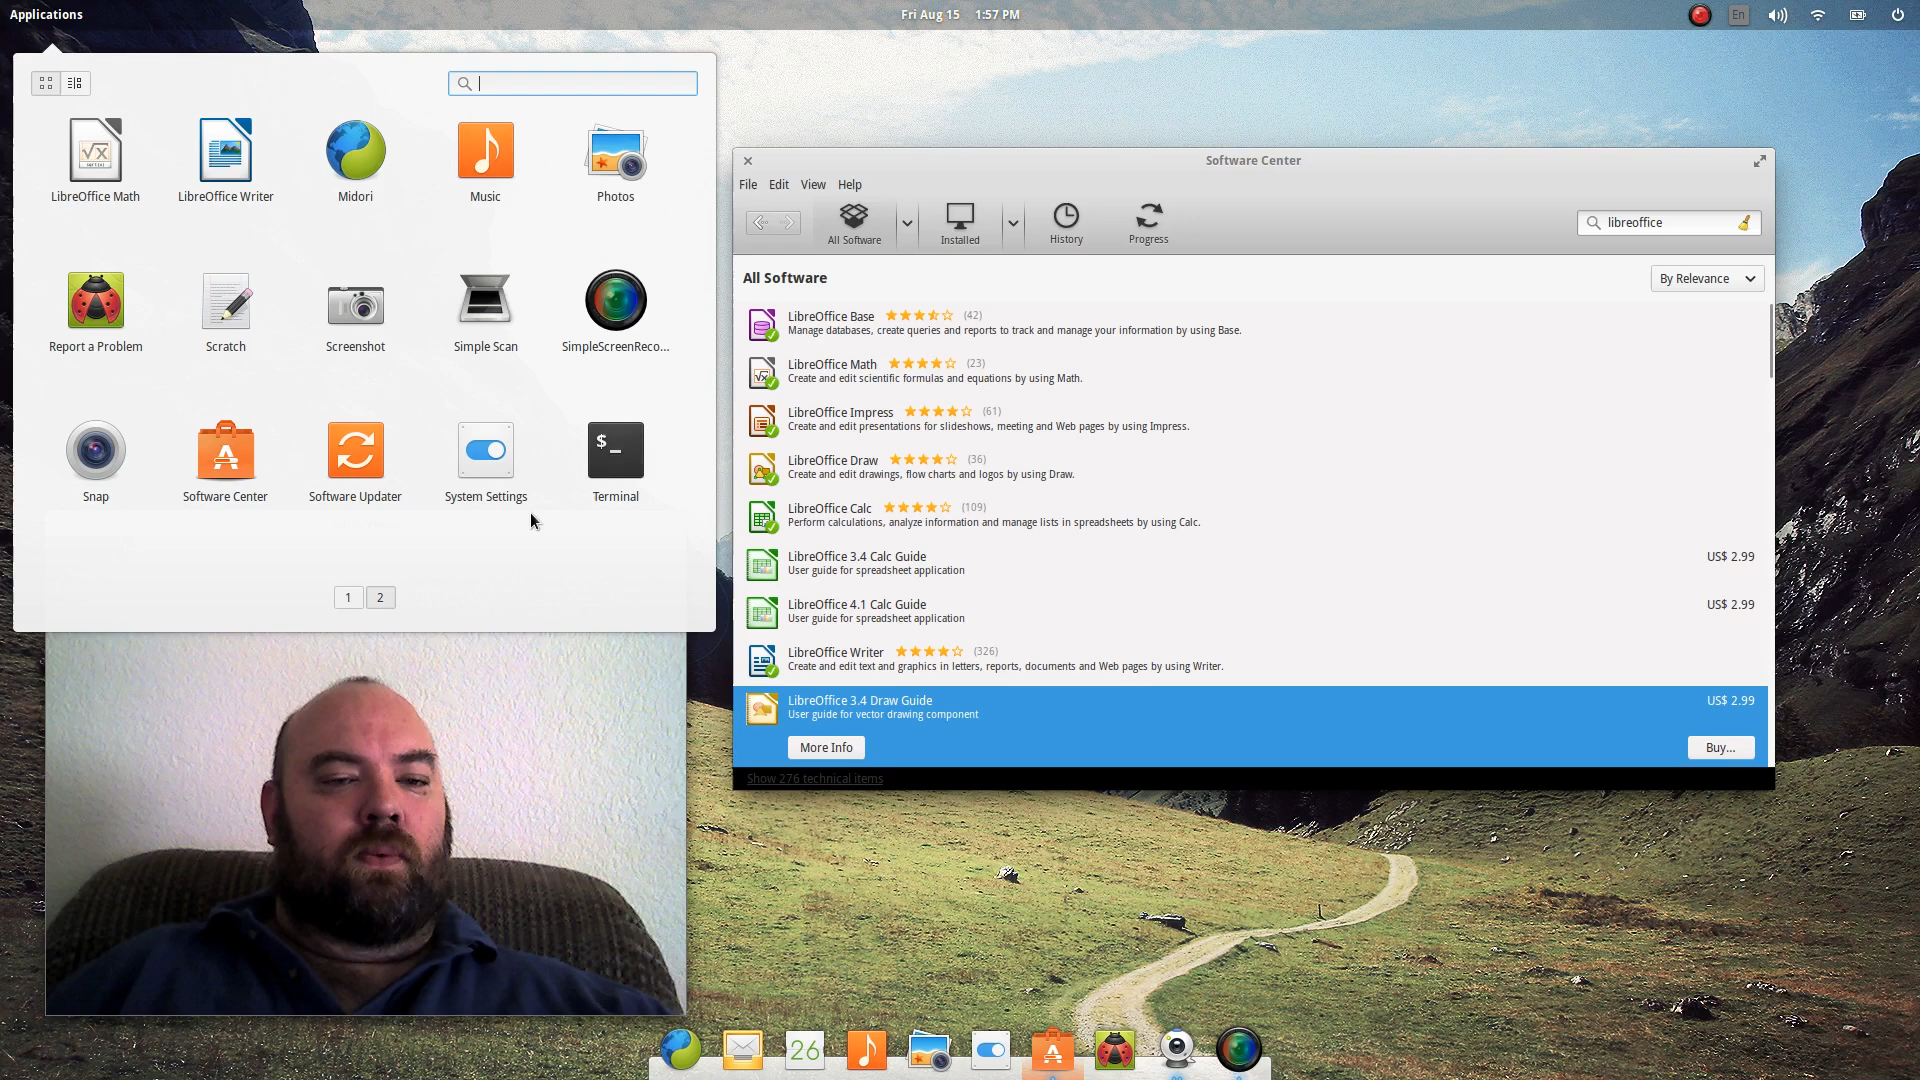 Applications
Fri Aug 15 1:57 PM
En
LibreOffice Math
LibreOffice Writer
Midori
Music
Photos
Report a Problem
Scratch
Screenshot
Simple Scan
SimpleScreenReco...
Snap
Software Center
Software Updater
System Settings
$_
Terminal
1 2
Software Center
File Edit View Help
All Software
Installed
History
Progress
libreoffice
All Software
By Relevance
LibreOffice Base (42)
Manage databases, create queries and reports to track and manage your information by using Base.
LibreOffice Math (23)
Create and edit scientific formulas and equations by using Math.
LibreOffice Impress (61)
Create and edit presentations for slideshows, meeting and Web pages by using Impress.
LibreOffice Draw (36)
Create and edit drawings, flow charts and logos by using Draw.
LibreOffice Calc (109)
Perform calculations, analyze information and manage lists in spreadsheets by using Calc.
LibreOffice 3.4 Calc Guide US$ 2.99
User guide for spreadsheet application
LibreOffice 4.1 Calc Guide US$ 2.99
User guide for spreadsheet application
LibreOffice Writer (326)
Create and edit text and graphics in letters, reports, documents and Web pages by using Writer.
LibreOffice 3.4 Draw Guide US$ 2.99
User guide for vector drawing component
More Info
Buy...
Show 276 technical items
26